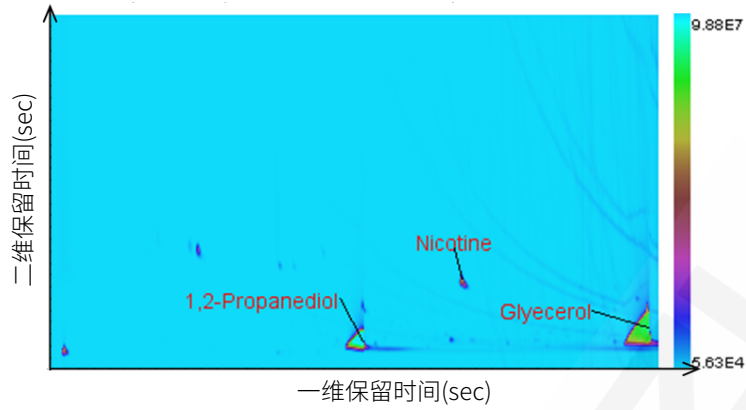 9.88E7
二维保留时间(sec)
Nicotine
1,2-Propanediol
Glyecerol
5.63E4
一维保留时间(sec)